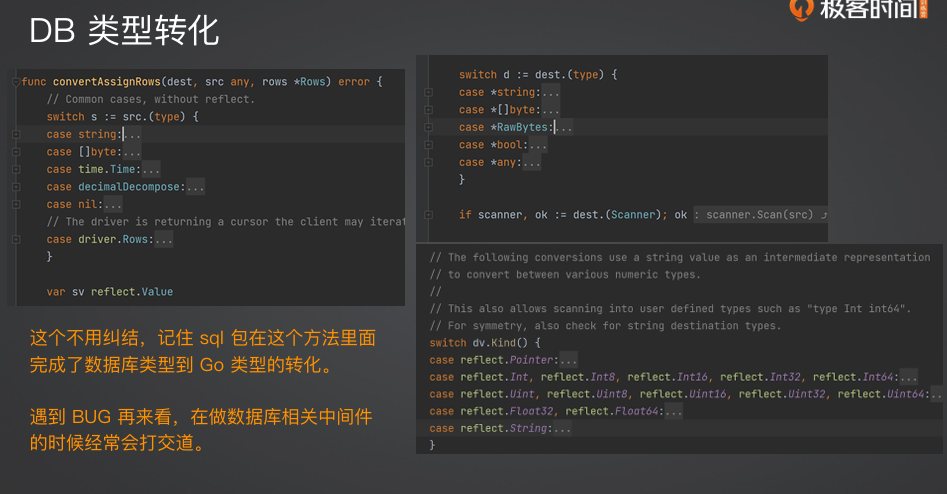 DB 类型转化
极客时间
func convertAssignRows(dest, src any, rows *Rows) error {
// Common cases, without reflect.
switch s := src.(type) {
case string:...
case []byte:...
case time.Time:...
case decimalDecompose:...
case nil:...
// The driver is returning a cursor the client may iterat
case driver.Rows:...
}
var sv reflect.Value
switch d := dest.(type) {
case *string:...
case *[]byte:...
case *RawBytes:...
case *bool:...
case *any:...
}
if scanner, ok := dest.(Scanner); ok : scanner.Scan(src)
// The following conversions use a string value as an intermediate representation
// to convert between various numeric types.
//
// This also allows scanning into user defined types such as "type Int int64".
// For symmetry, also check for string destination types.
switch dv.Kind() {
case reflect.Pointer:...
case reflect.Int, reflect.Int8, reflect.Int16, reflect.Int32, reflect.Int64:...
case reflect.Uint, reflect.Uint8, reflect.Uint16, reflect.Uint32, reflect.Uint64:..
case reflect.Float32, reflect.Float64:...
case reflect.String:...
}
这个不用纠结，记住 sql 包在这个方法里面
完成了数据库类型到 Go 类型的转化。
遇到 BUG 再来看，在做数据库相关中间件
的时候经常会打交道。